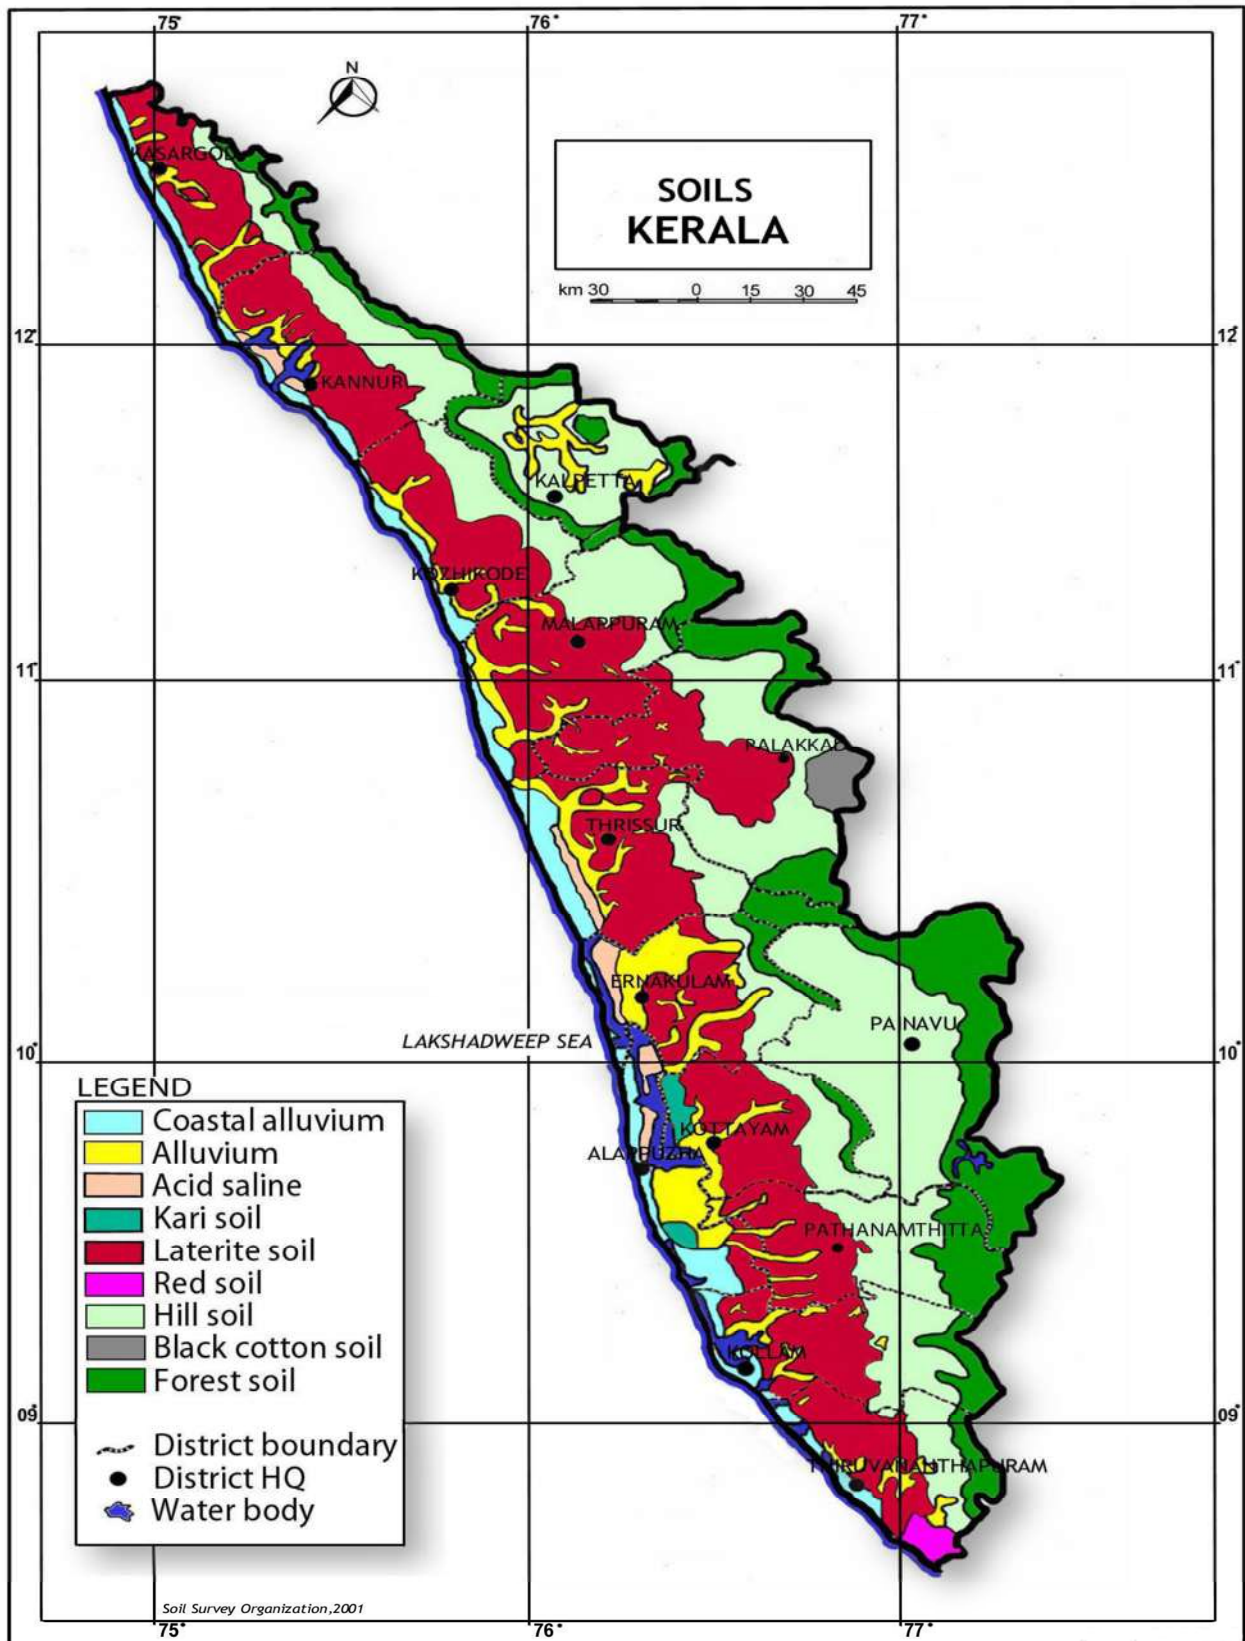 75°
76°
77°
N
SOILS
KERALA
km 30 0 15 30 45
KASARGOD
12°
12°
KANNUR
KALPETTA
KOZHIKODE
MALAPPURAM
11°
11°
PALAKKAD
THRISSUR
ERNAKULAM
PAINAVU
LAKSHADWEEP SEA
10°
10°
KOTTAYAM
ALAPPUZHA
PATHANAMTHITTA
KOLLAM
09°
09°
THIRUVANANTHAPURAM
LEGEND
Coastal alluvium
Alluvium
Acid saline
Kari soil
Laterite soil
Red soil
Hill soil
Black cotton soil
Forest soil
District boundary
District HQ
Water body
Soil Survey Organization,2001
75°
76°
77°